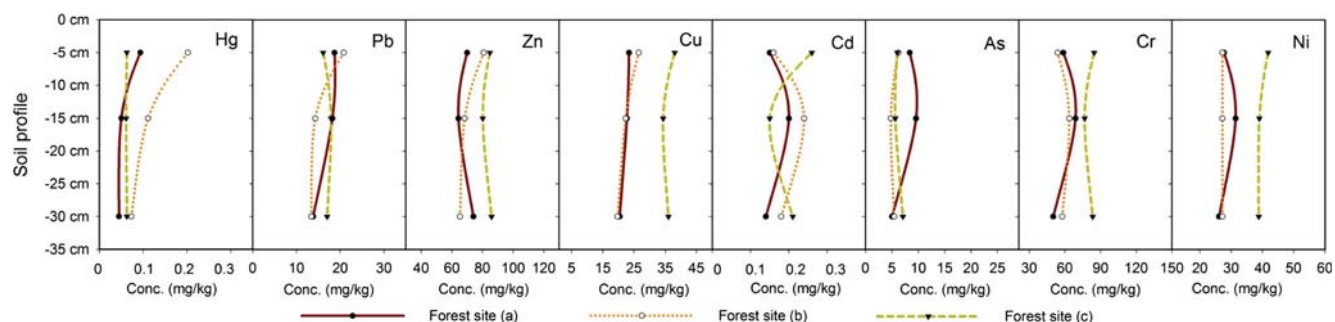 0 cm
Hg Pb Zn Cu Cd As Cr Ni
-5 cm
-10 cm
-15 cm
-20 cm
-25 cm
-30 cm
-35 cm
Soil profile
0 0.1 0.2 0.3 0 10 20 30 40 60 80 100 120 5 15 25 35 45 0.1 0.2 0.3 0 5 10 15 20 25 30 60 90 120 150 20 30 40 50 60
Conc. (mg/kg) Conc. (mg/kg) Conc. (mg/kg) Conc. (mg/kg) Conc. (mg/kg) Conc. (mg/kg) Conc. (mg/kg) Conc. (mg/kg)
Forest site (a) Forest site (b) Forest site (c)